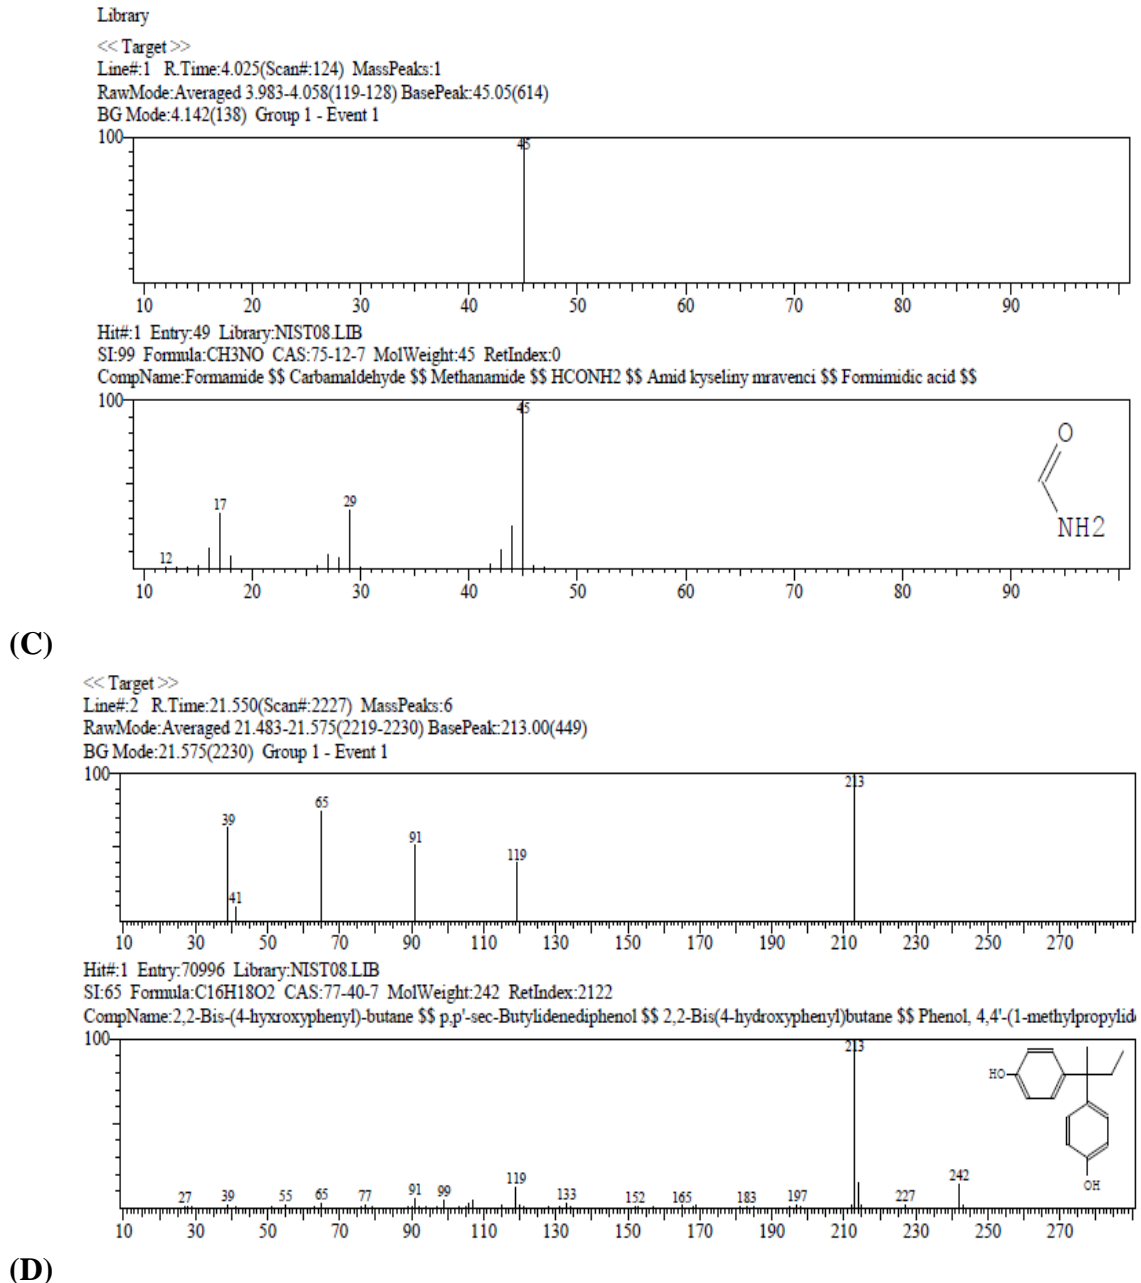 Library
<< Target >>
Line#:1 R.Time:4.025(Scan#:124) MassPeaks:1
RawMode:Averaged 3.983-4.058(119-128) BasePeak:45.05(614)
BG Mode:4.142(138) Group 1 - Event 1
100
45
10 20 30 40 50 60 70 80 90
Hit#:1 Entry:49 Library:NIST08.LIB
SI:99 Formula:CH3NO CAS:75-12-7 MolWeight:45 RetIndex:0
CompName:Formamide $$ Carbamaldehyde $$ Methanamide $$ HCONH2 $$ Amid kyseliny mravenci $$ Formimidic acid $$
100
45
O
17 29
NH2
12
10 20 30 40 50 60 70 80 90
(C)
<< Target >>
Line#:2 R.Time:21.550(Scan#:2227) MassPeaks:6
RawMode:Averaged 21.483-21.575(2219-2230) BasePeak:213.00(449)
BG Mode:21.575(2230) Group 1 - Event 1
100
213
65
39
91
119
41
10 30 50 70 90 110 130 150 170 190 210 230 250 270
Hit#:1 Entry:70996 Library:NIST08.LIB
SI:65 Formula:C16H18O2 CAS:77-40-7 MolWeight:242 RetIndex:2122
CompName:2,2-Bis-(4-hyxroxyphenyl)-butane $$ p,p'-sec-Butylidenediphenol $$ 2,2-Bis(4-hydroxyphenyl)butane $$ Phenol, 4,4'-(1-methylpropylid
100
213
HO
OH
27 39 55 65 77 91 99 119 133 152 165 183 197 227 242
10 30 50 70 90 110 130 150 170 190 210 230 250 270
(D)